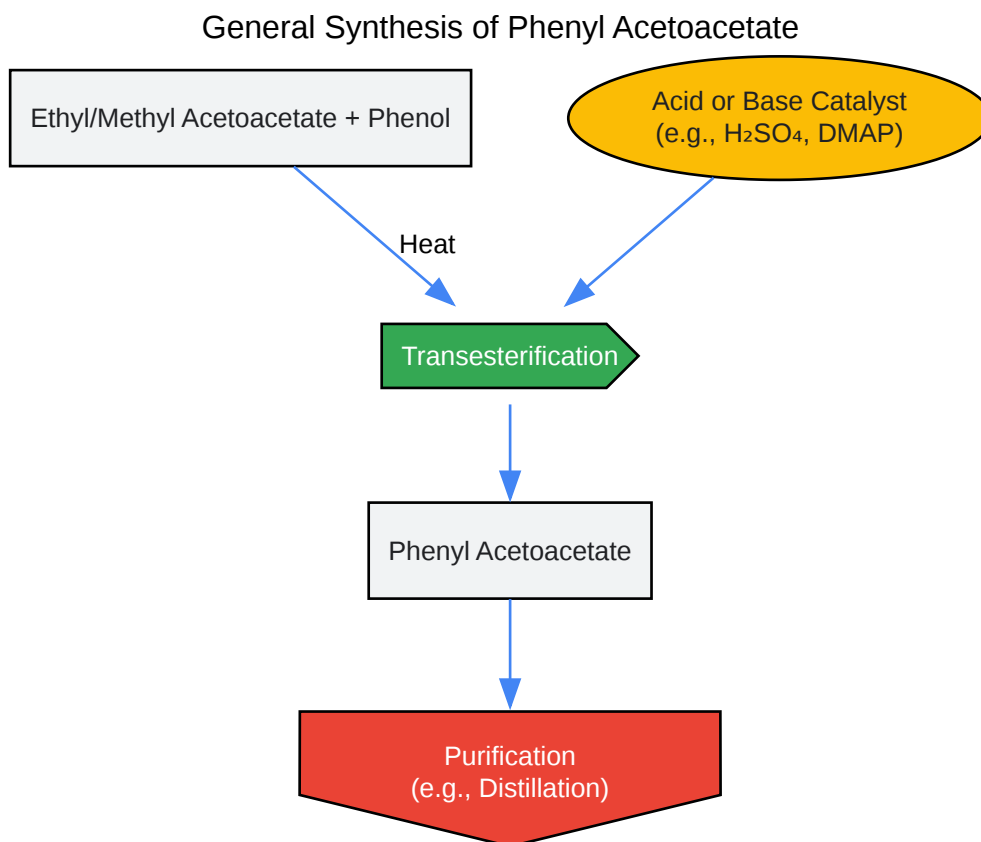 General Synthesis of Phenyl Acetoacetate
Ethyl/Methyl Acetoacetate + Phenol
Acid or Base Catalyst
(e.g., H₂SO₄, DMAP)
Heat
Transesterification
Phenyl Acetoacetate
Purification
(e.g., Distillation)